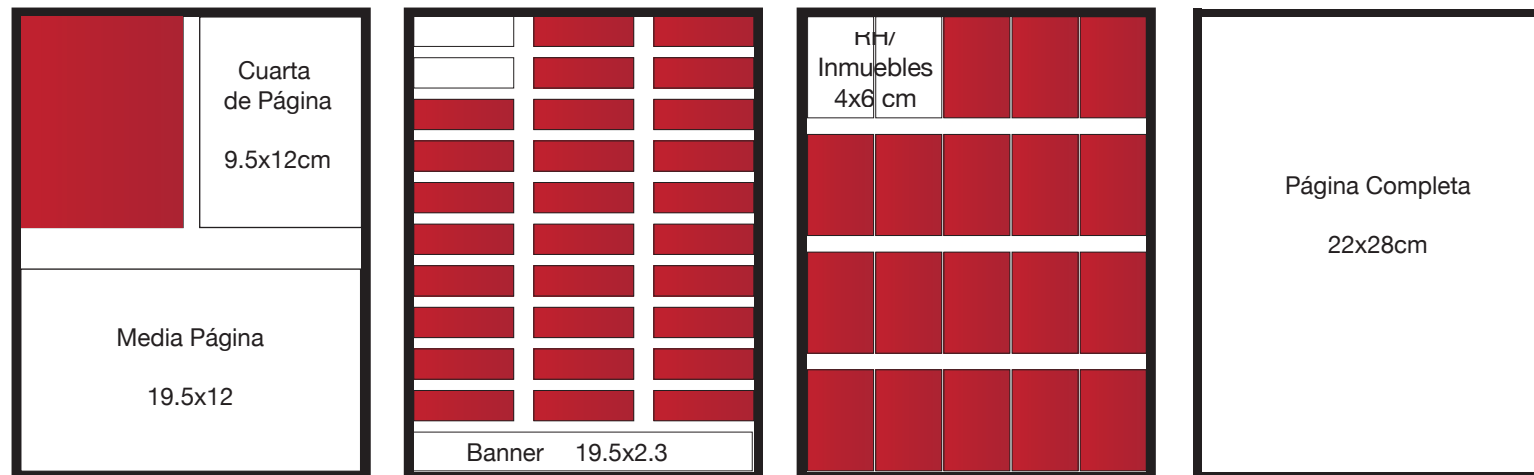 Cuarta
de Página
9.5x12cm
Media Página
19.5x12
Banner 19.5x2.3
RH/
Inmuebles
4x6 cm
Página Completa
22x28cm